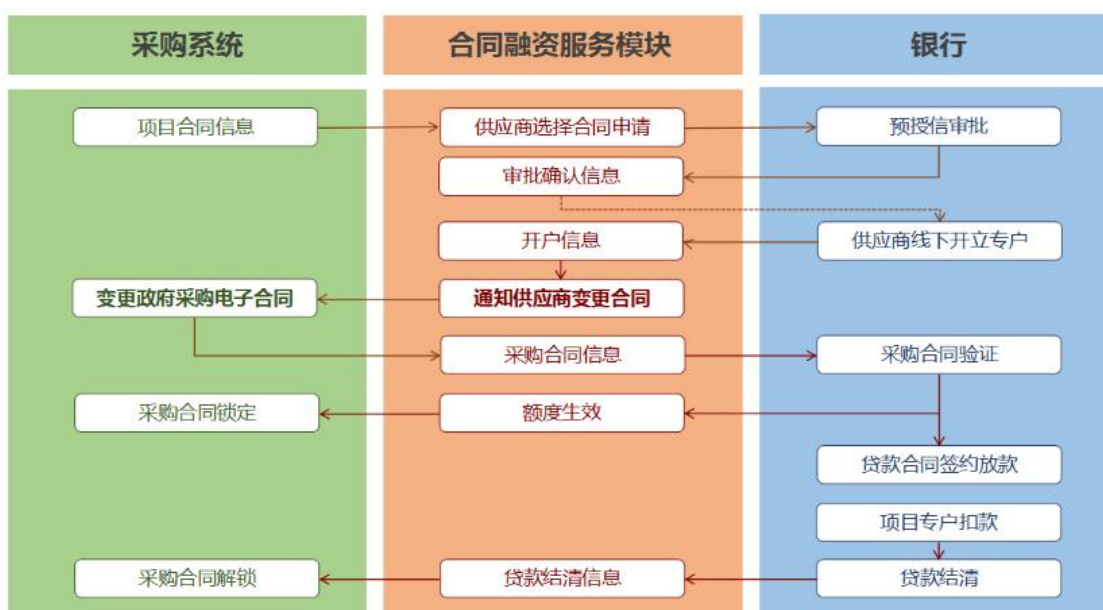 采购系统
合同融资服务模块
银行
项目合同信息
供应商选择合同申请
预授信审批
审批确认信息
开户信息
供应商线下开立专户
变更政府采购电子合同
通知供应商变更合同
采购合同信息
采购合同验证
采购合同锁定
额度生效
贷款合同签约放款
项目专户扣款
采购合同解锁
贷款结清信息
贷款结清